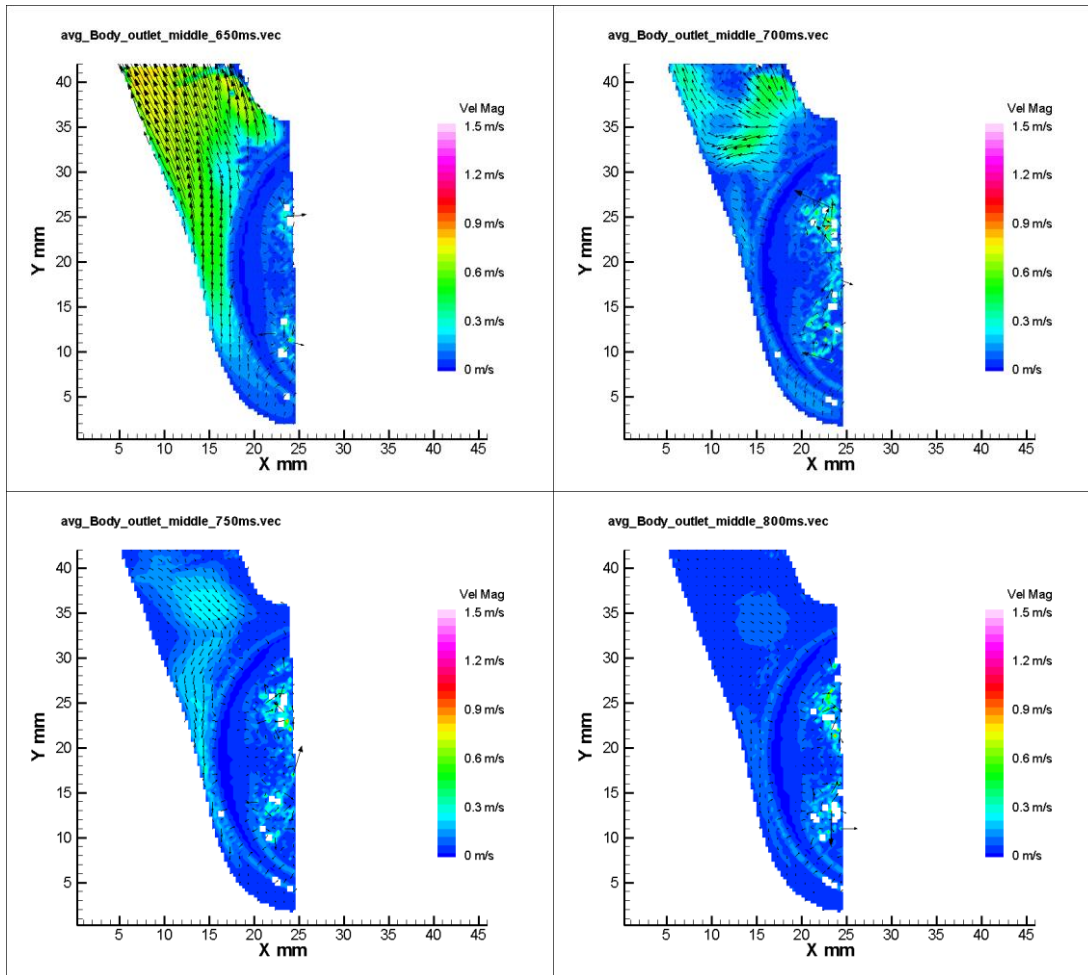 avg_Body_outlet_middle_650ms.vec
40
35
30
25
20
15
10
5
Y mm
5 10 15 20 25 30 35 40 45
X mm
Vel Mag
1.5 m/s
1.2 m/s
0.9 m/s
0.6 m/s
0.3 m/s
0 m/s
avg_Body_outlet_middle_700ms.vec
40
35
30
25
20
15
10
5
Y mm
5 10 15 20 25 30 35 40 45
X mm
Vel Mag
1.5 m/s
1.2 m/s
0.9 m/s
0.6 m/s
0.3 m/s
0 m/s
avg_Body_outlet_middle_750ms.vec
40
35
30
25
20
15
10
5
Y mm
5 10 15 20 25 30 35 40 45
X mm
Vel Mag
1.5 m/s
1.2 m/s
0.9 m/s
0.6 m/s
0.3 m/s
0 m/s
avg_Body_outlet_middle_800ms.vec
40
35
30
25
20
15
10
5
Y mm
5 10 15 20 25 30 35 40 45
X mm
Vel Mag
1.5 m/s
1.2 m/s
0.9 m/s
0.6 m/s
0.3 m/s
0 m/s